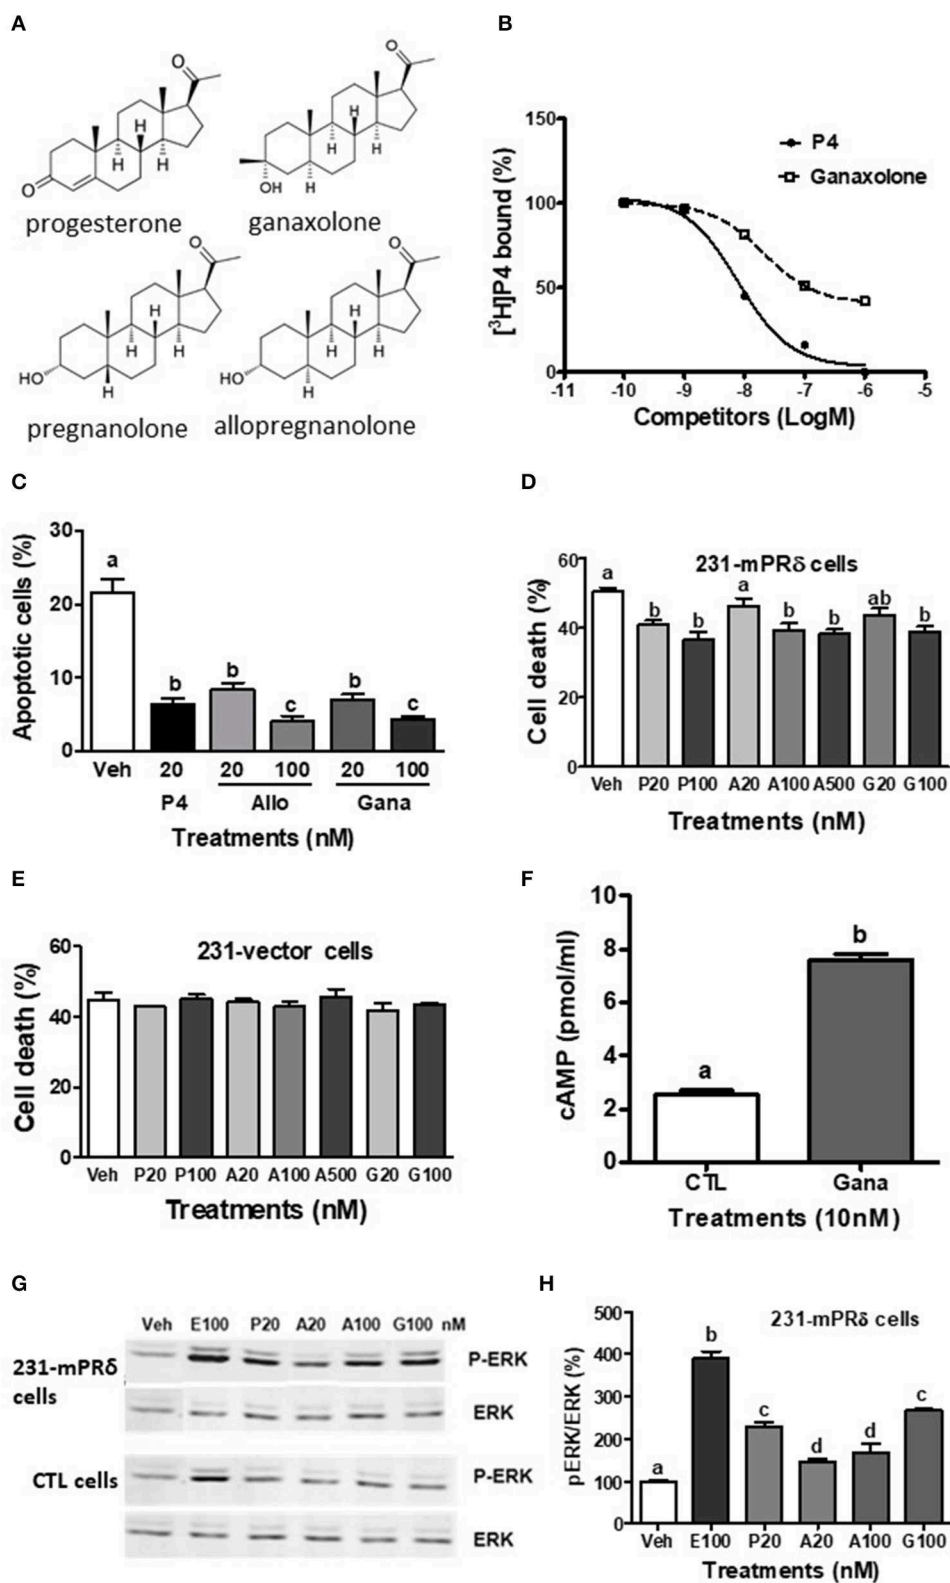 A
O
H
H
H
O
progesterone
O
H
H
H
OH
H
ganaxolone
O
H
H
H
HO
H
pregnanolone
O
H
H
H
HO
H
allopregnanolone
B
[³H]P4 bound (%)
150
100
50
0
P4
Ganaxolone
-11 -10 -9 -8 -7 -6 -5
Competitors (LogM)
C
Apoptotic cells (%)
30
20
10
0
a b b c b c
Veh 20 20 100 20 100
P4 Allo Gana
Treatments (nM)
D
Cell death (%)
60
40
20
0
231-mPRδ cells
a b b a b b ab b
Veh P20 P100 A20 A100 A500 G20 G100
Treatments (nM)
E
Cell death (%)
60
40
20
0
231-vector cells
Veh P20 P100 A20 A100 A500 G20 G100
Treatments (nM)
F
cAMP (pmol/ml)
10
8
6
4
2
0
a b
CTL Gana
Treatments (10nM)
G
Veh E100 P20 A20 A100 G100 nM
231-mPRδ
cells
P-ERK
ERK
CTL cells
P-ERK
ERK
H
pERK/ERK (%)
500
400
300
200
100
0
231-mPRδ cells
a b c d d c
Veh E100 P20 A20 A100 G100
Treatments (nM)